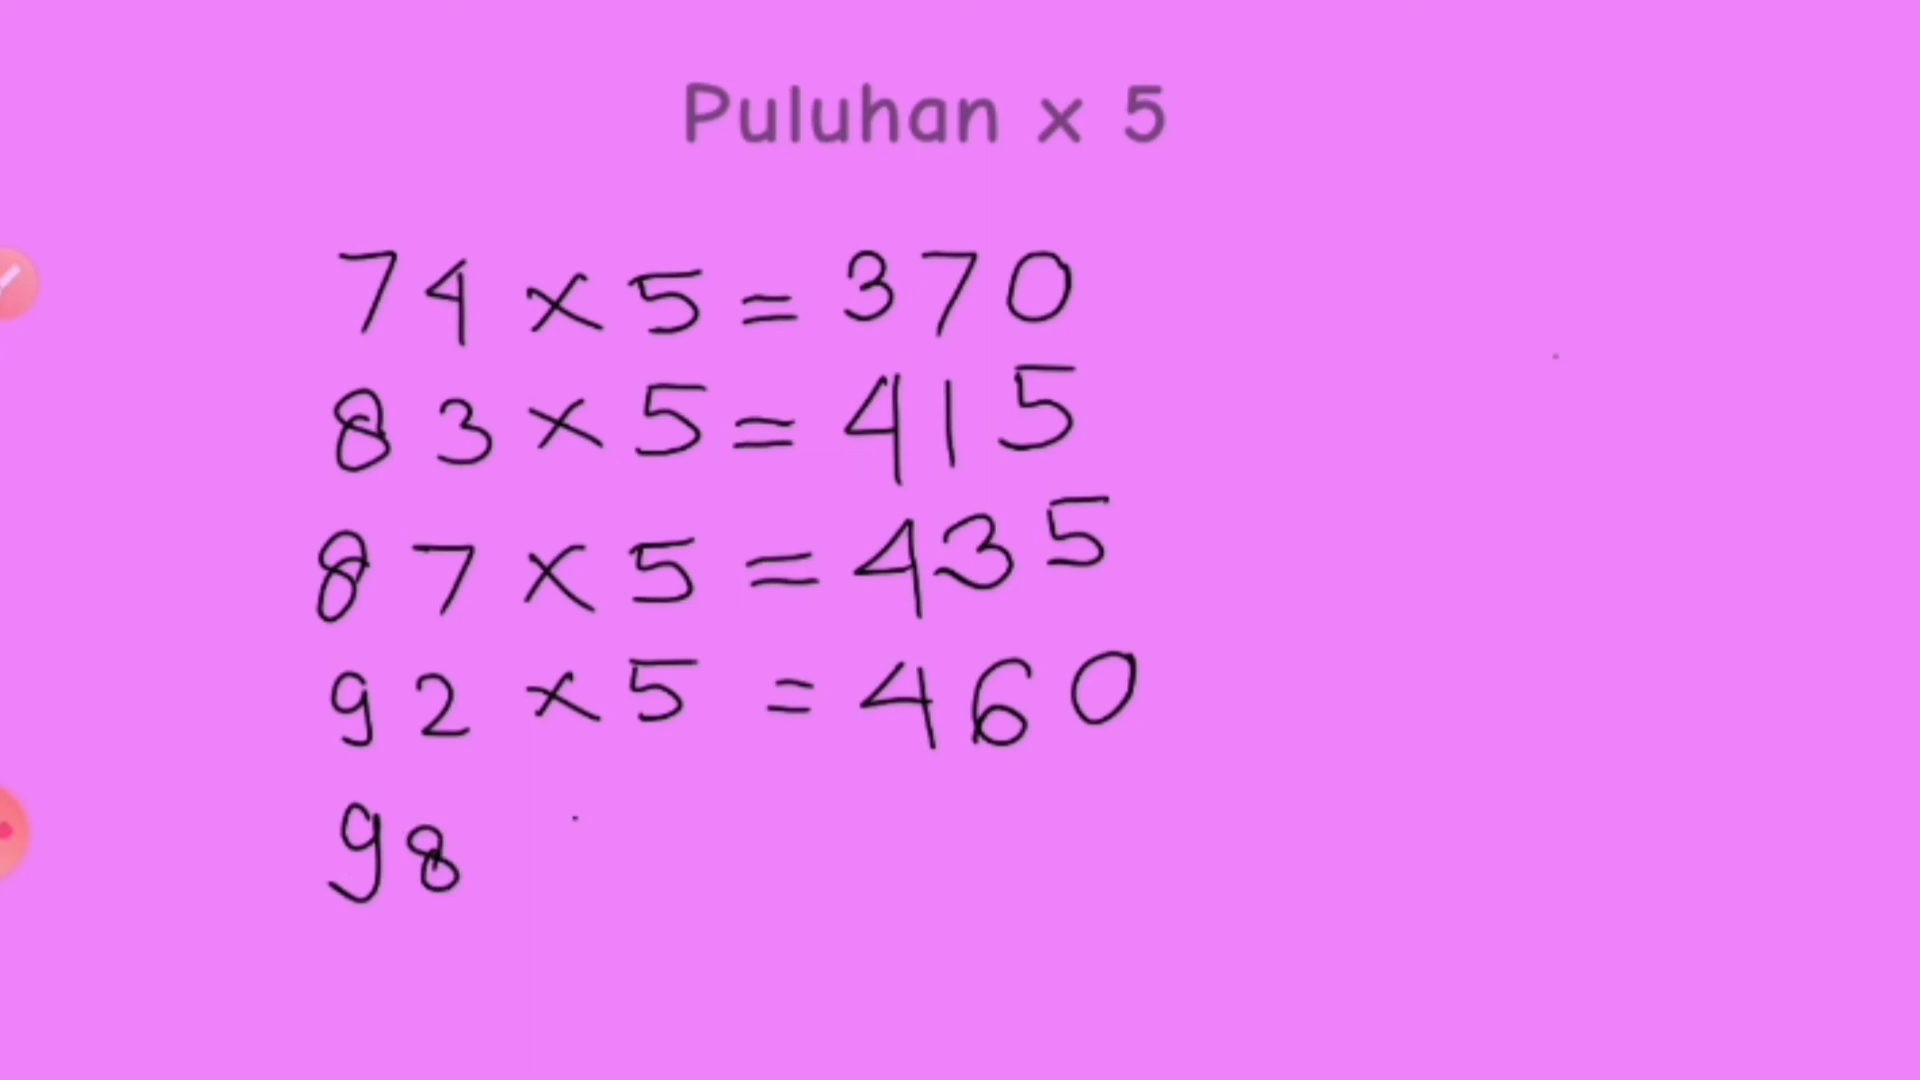 Puluhan x 5
74 x 5 = 370
83 x 5 = 415
87 x 5 = 435
92 x 5 = 460
98